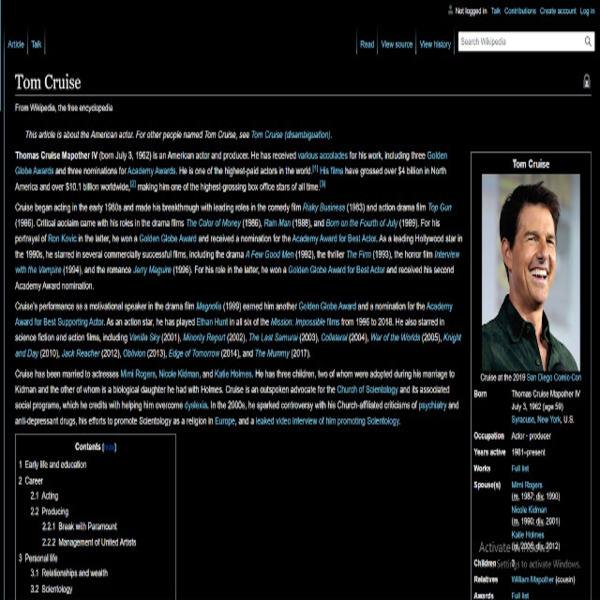 Not logged in Talk Contributions Create account Log in
Article Talk
Read View source View history Search Wikipedia
Tom Cruise
From Wikipedia, the free encyclopedia
This article is about the American actor. For other people named Tom Cruise, see Tom Cruise (disambiguation).
Thomas Cruise Mapother IV (born July 3, 1962) is an American actor and producer. He has received various accolades for his work, including three Golden
Globe Awards and three nominations for Academy Awards. He is one of the highest-paid actors in the world.[1] His films have grossed over $4 billion in North
America and over $10.1 billion worldwide,[2] making him one of the highest-grossing box office stars of all time.[3]
Cruise began acting in the early 1980s and made his breakthrough with leading roles in the comedy film Risky Business (1983) and action drama film Top Gun
(1986). Critical acclaim came with his roles in the drama films The Color of Money (1986), Rain Man (1988), and Born on the Fourth of July (1989). For his
portrayal of Ron Kovic in the latter, he won a Golden Globe Award and received a nomination for the Academy Award for Best Actor. As a leading Hollywood star in
the 1990s, he starred in several commercially successful films, including the drama A Few Good Men (1992), the thriller The Firm (1993), the horror film Interview
with the Vampire (1994), and the romance Jerry Maguire (1996). For his role in the latter, he won a Golden Globe Award for Best Actor and received his second
Academy Award nomination.
Cruise's performance as a motivational speaker in the drama film Magnolia (1999) earned him another Golden Globe Award and a nomination for the Academy
Award for Best Supporting Actor. As an action star, he has played Ethan Hunt in all six of the Mission: Impossible films from 1996 to 2018. He also starred in
science fiction and action films, including Vanilla Sky (2001), Minority Report (2002), The Last Samurai (2003), Collateral (2004), War of the Worlds (2005), Knight
and Day (2010), Jack Reacher (2012), Oblivion (2013), Edge of Tomorrow (2014), and The Mummy (2017).
Cruise has been married to actresses Mimi Rogers, Nicole Kidman, and Katie Holmes. He has three children, two of whom were adopted during his marriage to
Kidman and the other of whom is a biological daughter he had with Holmes. Cruise is an outspoken advocate for the Church of Scientology and its associated
social programs, which he credits with helping him overcome dyslexia. In the 2000s, he sparked controversy with his Church-affiliated criticisms of psychiatry and
anti-depressant drugs, his efforts to promote Scientology as a religion in Europe, and a leaked video interview of him promoting Scientology.
Contents
1 Early life and education
2 Career
2.1 Acting
2.2 Producing
2.2.1 Break with Paramount
2.2.2 Management of United Artists
3 Personal life
3.1 Relationships and wealth
3.2 Scientology
Tom Cruise
Cruise at the 2019 San Diego Comic-Con
Born Thomas Cruise Mapother IV
July 3, 1962 (age 59)
Syracuse, New York, U.S.
Occupation Actor · producer
Years active 1981–present
Works Full list
Spouse(s) Mimi Rogers
(m. 1987; div. 1990)
Nicole Kidman
(m. 1990; div. 2001)
Katie Holmes
(m. 2006; div. 2012)
Activate Windows
Children 3
Settings to activate Windows.
Relatives William Mapother (cousin)
Awards Full list